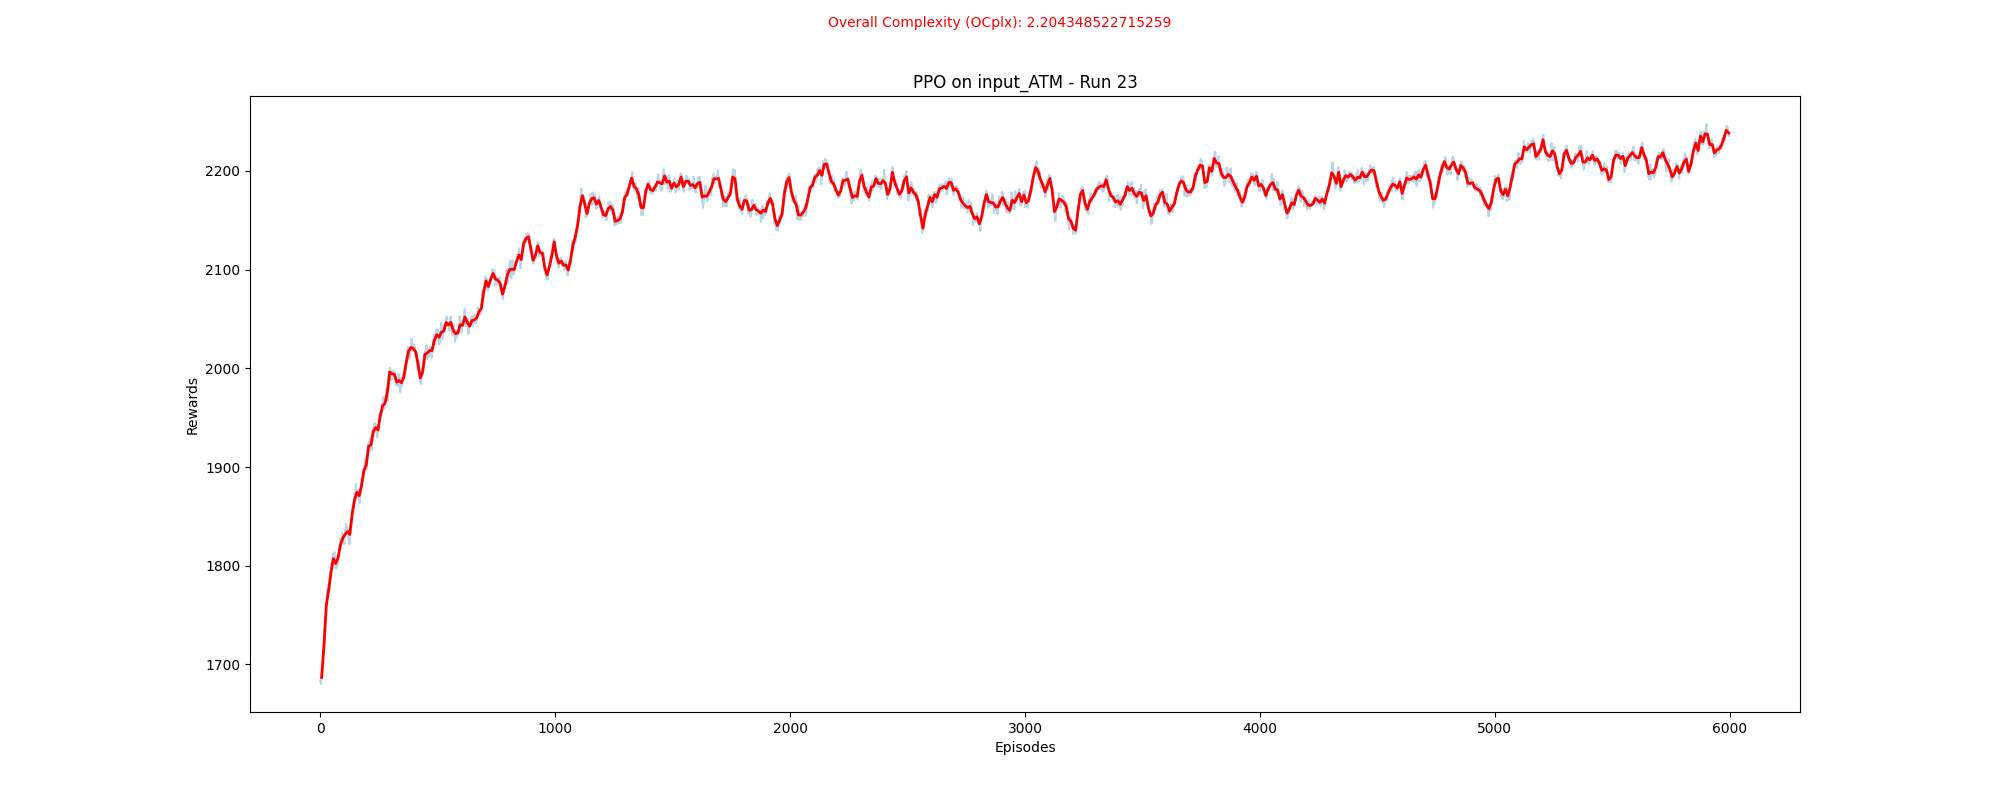 Overall Complexity (OCplx): 2.204348522715259
PPO on input_ATM - Run 23
Rewards
2200
2100
2000
1900
1800
1700
0 1000 2000 3000 4000 5000 6000
Episodes